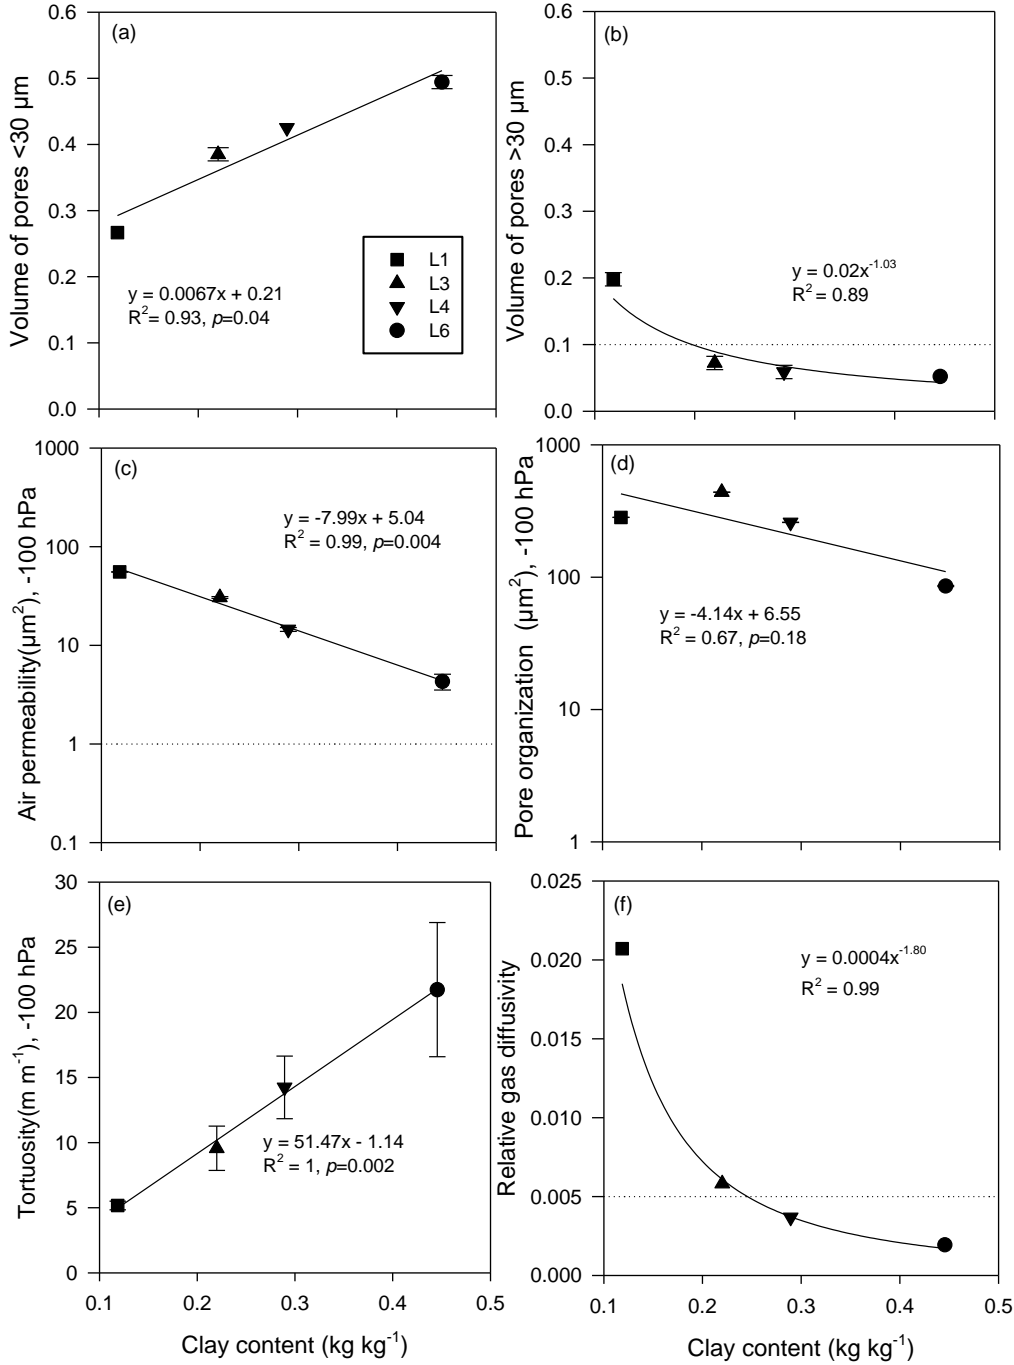 (a)
Volume of pores <30 µm
0.6
0.5
0.4
0.3
0.2
0.1
0.0
y = 0.0067x + 0.21
R²= 0.93, p=0.04
L1
L3
L4
L6
(b)
Volume of pores >30 µm
0.6
0.5
0.4
0.3
0.2
0.1
0.0
y = 0.02x⁻¹·⁰³
R² = 0.89
(c)
Air permeability(µm²), -100 hPa
1000
100
10
1
0.1
y = -7.99x + 5.04
R² = 0.99, p=0.004
(d)
Pore organization (µm²), -100 hPa
1000
100
10
1
y = -4.14x + 6.55
R² = 0.67, p=0.18
(e)
Tortuosity(m m⁻¹), -100 hPa
30
25
20
15
10
5
0
y = 51.47x - 1.14
R² = 1, p=0.002
0.1 0.2 0.3 0.4 0.5
Clay content (kg kg⁻¹)
(f)
Relative gas diffusivity
0.025
0.020
0.015
0.010
0.005
0.000
y = 0.0004x⁻¹·⁸⁰
R² = 0.99
0.1 0.2 0.3 0.4 0.5
Clay content (kg kg⁻¹)